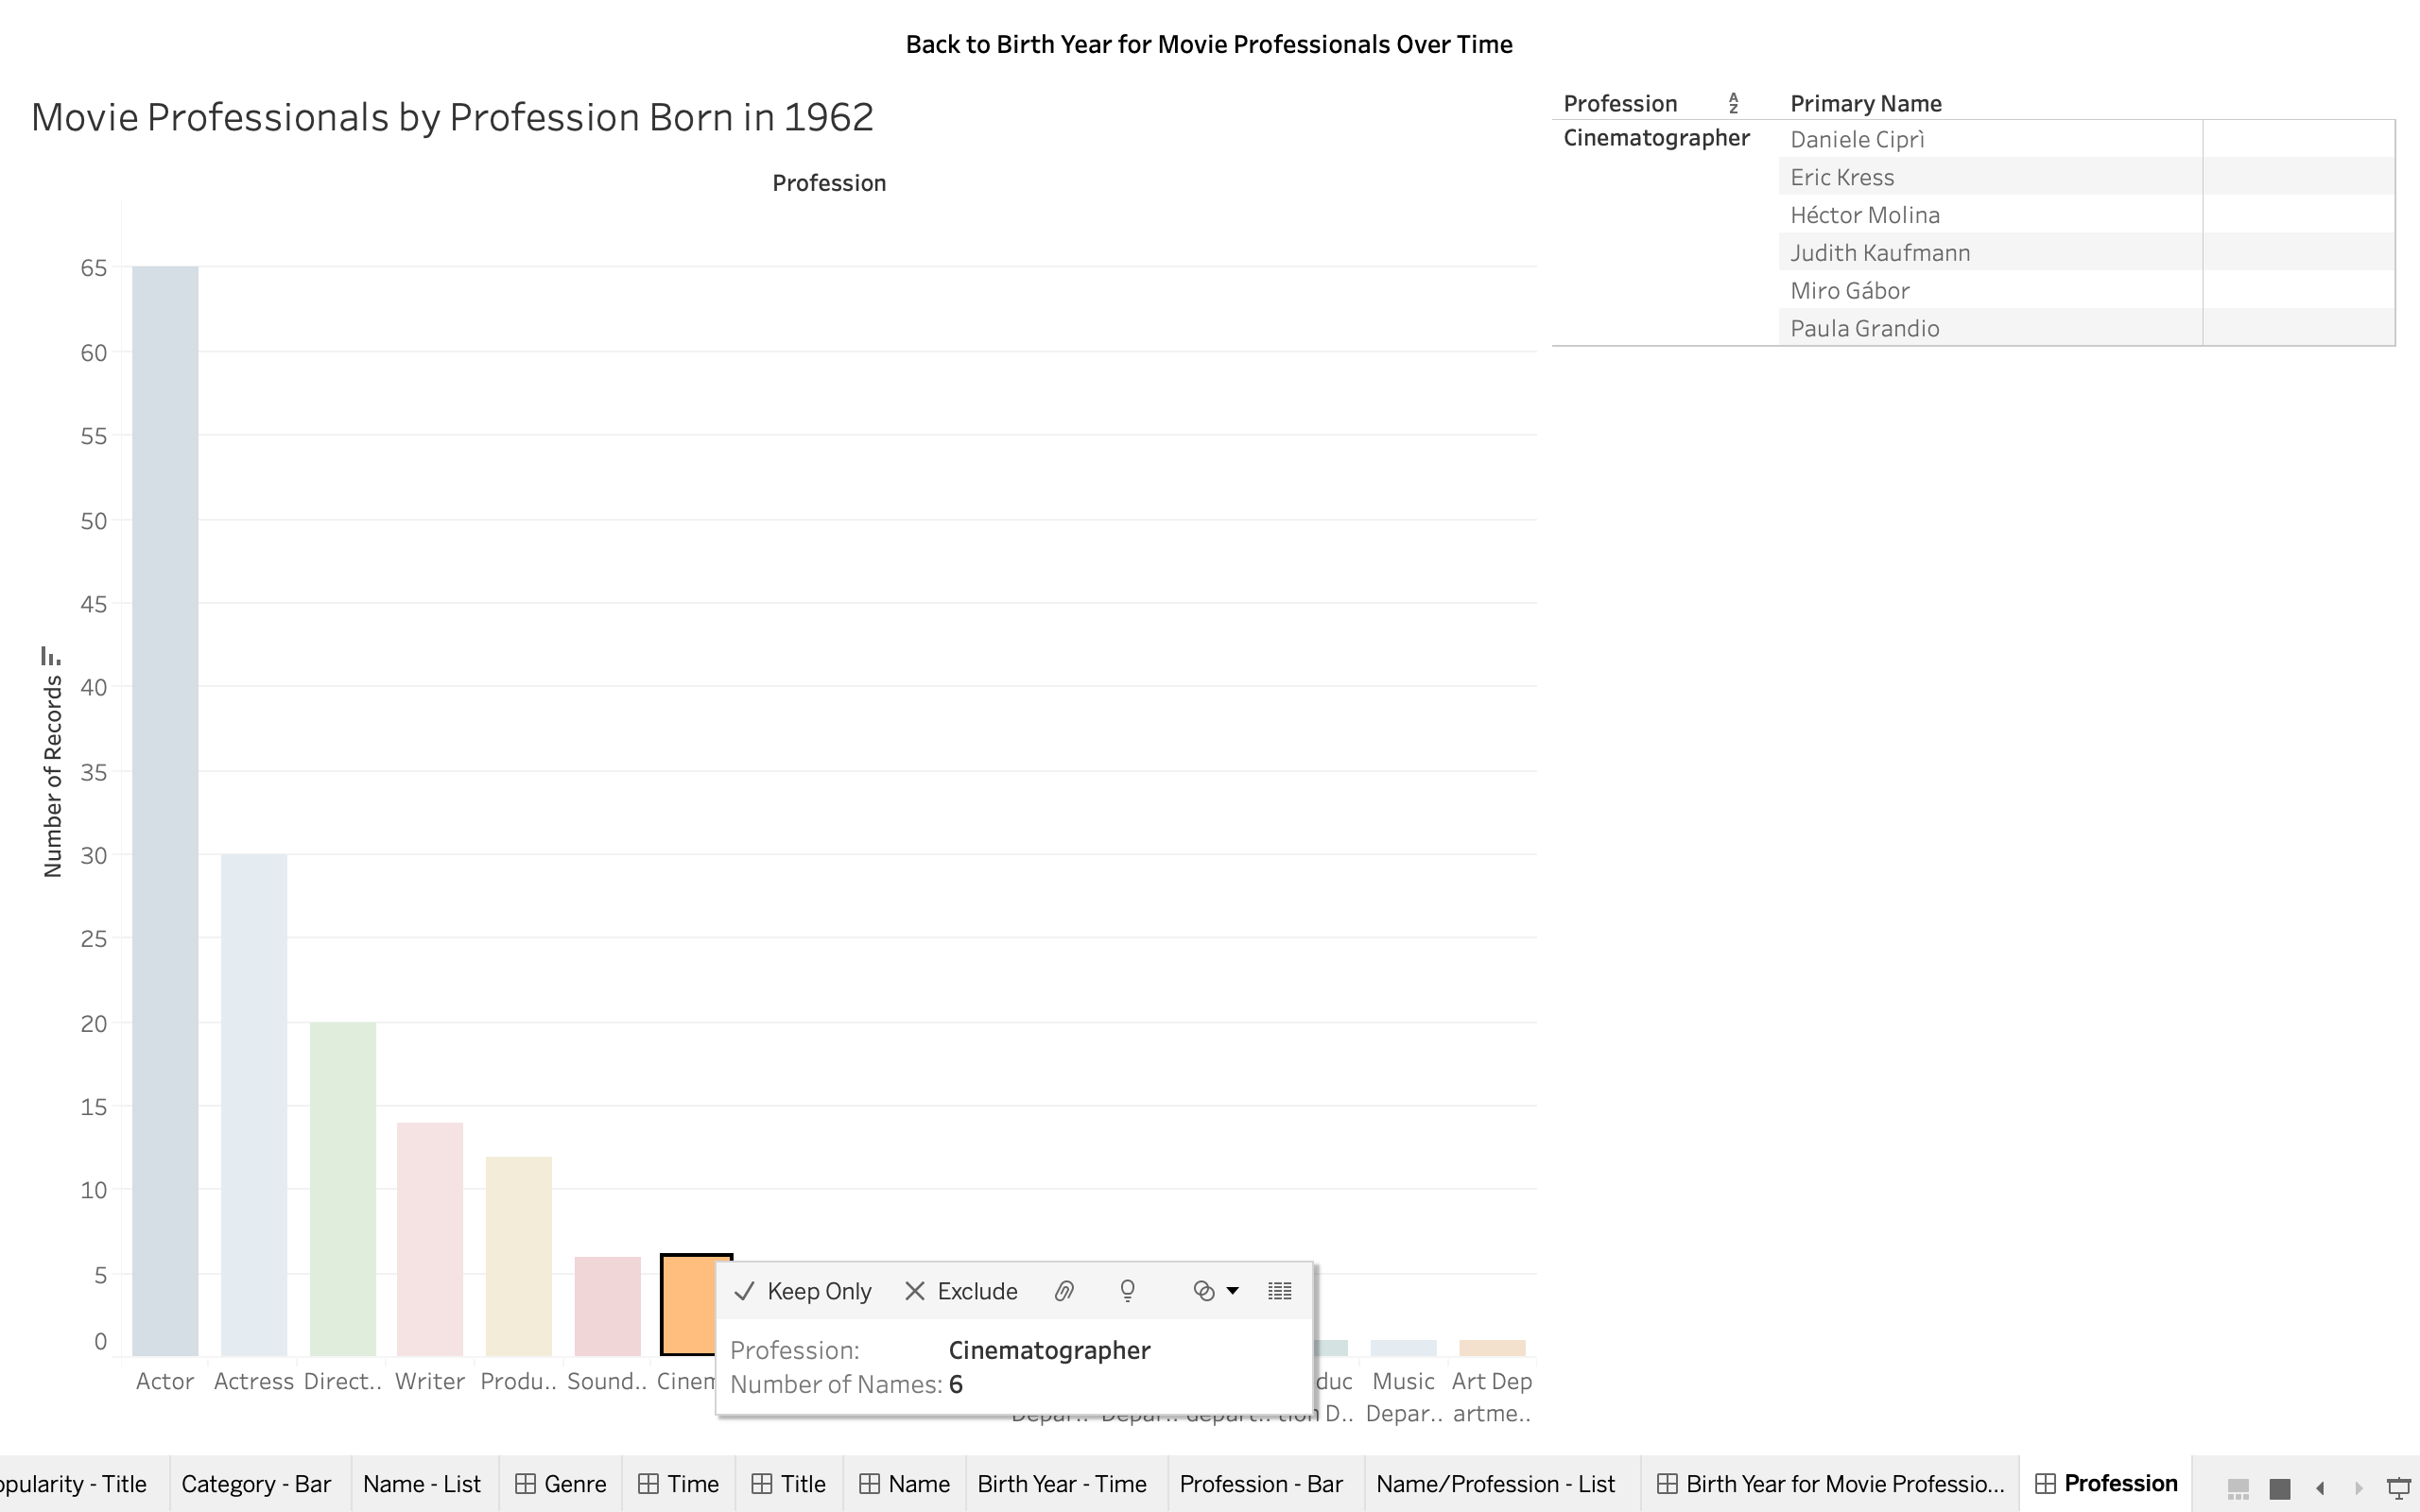 Back to Birth Year for Movie Professionals Over Time
Movie Professionals by Profession Born in 1962
Profession
Number of Records
65
60
55
50
45
40
35
30
25
20
15
10
5
0
Actor Actress Direct.. Writer Produ.. Sound.. Cinem
duc Music Art Dep
tion D.. Depar.. artme..
Keep Only Exclude
Profession: Cinematographer
Number of Names: 6
Profession Primary Name
Cinematographer Daniele Ciprì
Eric Kress
Héctor Molina
Judith Kaufmann
Miro Gábor
Paula Grandio
opularity - Title Category - Bar Name - List Genre Time Title Name Birth Year - Time Profession - Bar Name/Profession - List Birth Year for Movie Professio... Profession